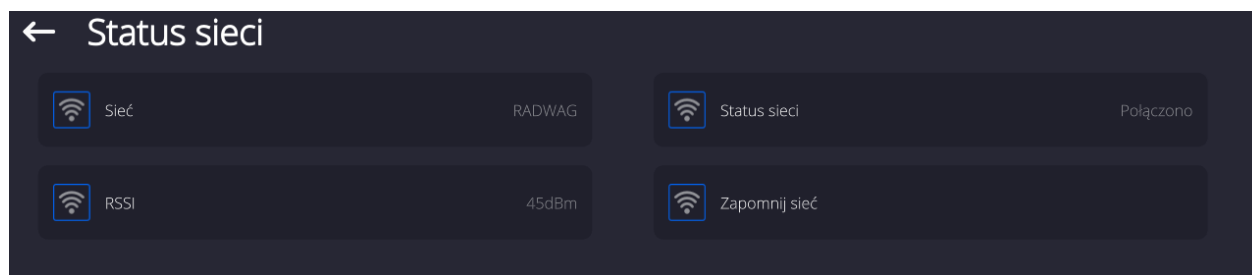 Status sieci
Sieć RADWAG
Status sieci Połączono
RSSI 45dBm
Zapomnij sieć